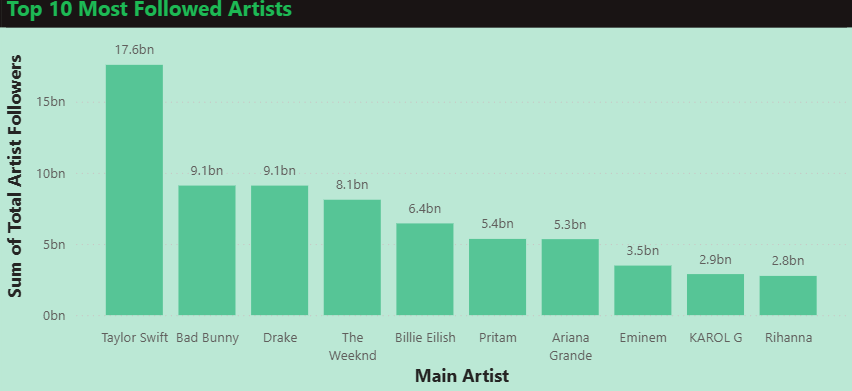 Top 10 Most Followed Artists
Sum of Total Artist Followers
15bn
10bn
5bn
0bn
17.6bn
9.1bn
9.1bn
8.1bn
6.4bn
5.4bn
5.3bn
3.5bn
2.9bn
2.8bn
Taylor Swift
Bad Bunny
Drake
The
Weeknd
Billie Eilish
Pritam
Ariana
Grande
Eminem
KAROL G
Rihanna
Main Artist